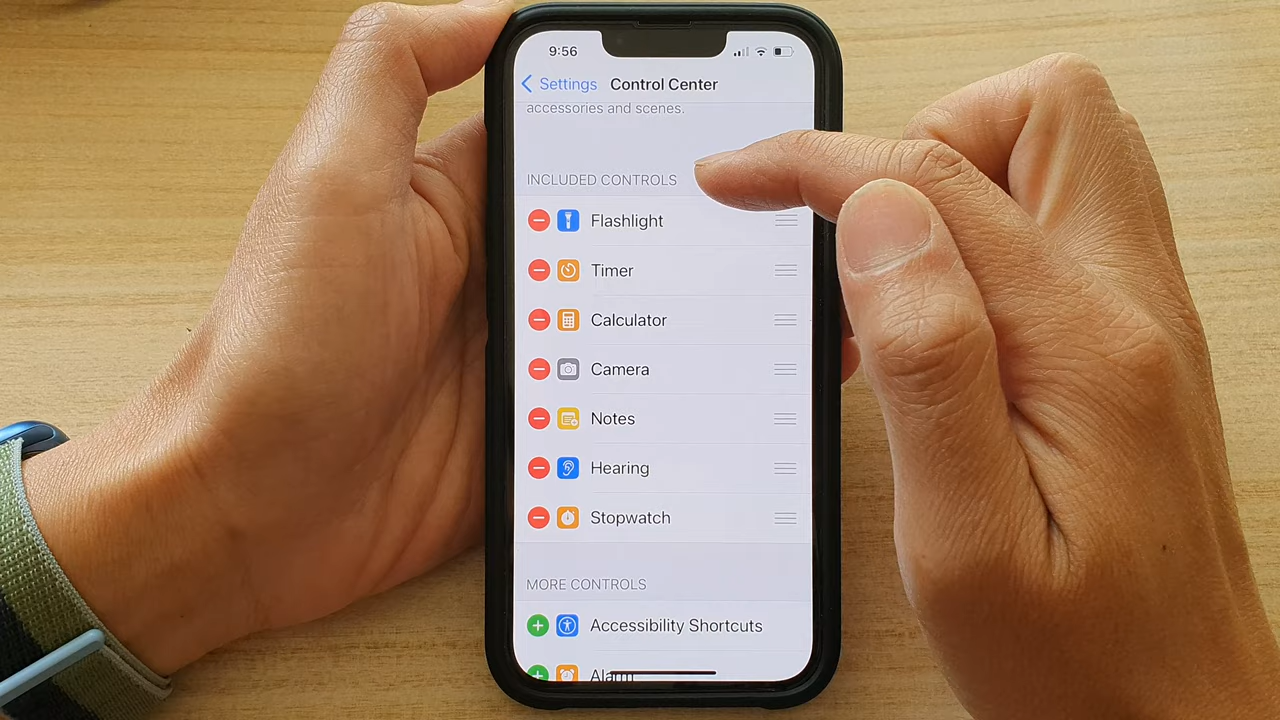 9:56
Settings Control Center
accessories and scenes.
INCLUDED CONTROLS
Flashlight
Timer
Calculator
Camera
Notes
Hearing
Stopwatch
MORE CONTROLS
Accessibility Shortcuts
Alarm